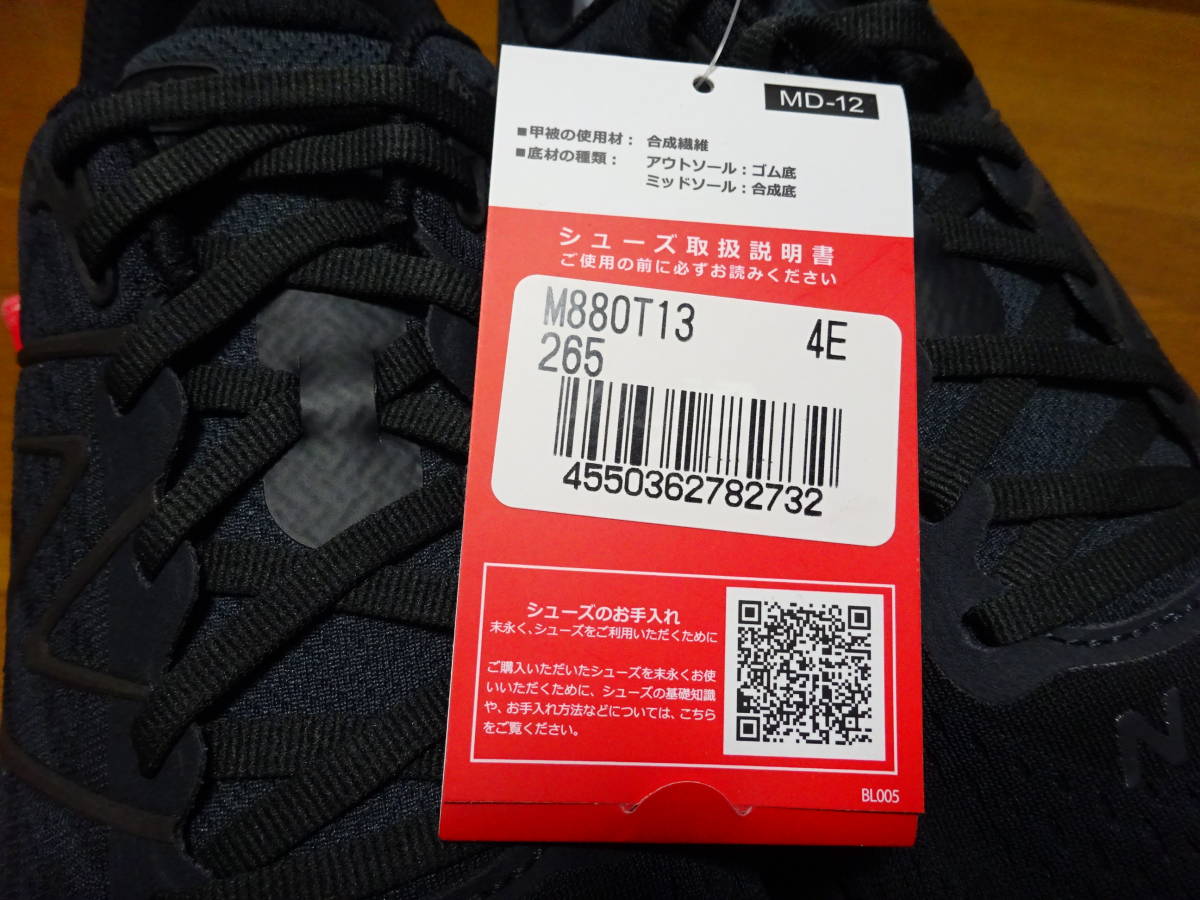 MD-12
■甲被の使用材： 合成繊維
■底材の種類： アウトソール：ゴム底
ミッドソール：合成底
シューズ取扱説明書
ご使用の前に必ずお読みください
M880T13 4E
265
4550362782732
シューズのお手入れ
末永く、シューズをご利用いただくために
ご購入いただいたシューズを末永くお使
いいただくために、シューズの基礎知識
や、お手入れ方法などについては、こちら
をご覧ください。
BL005
N